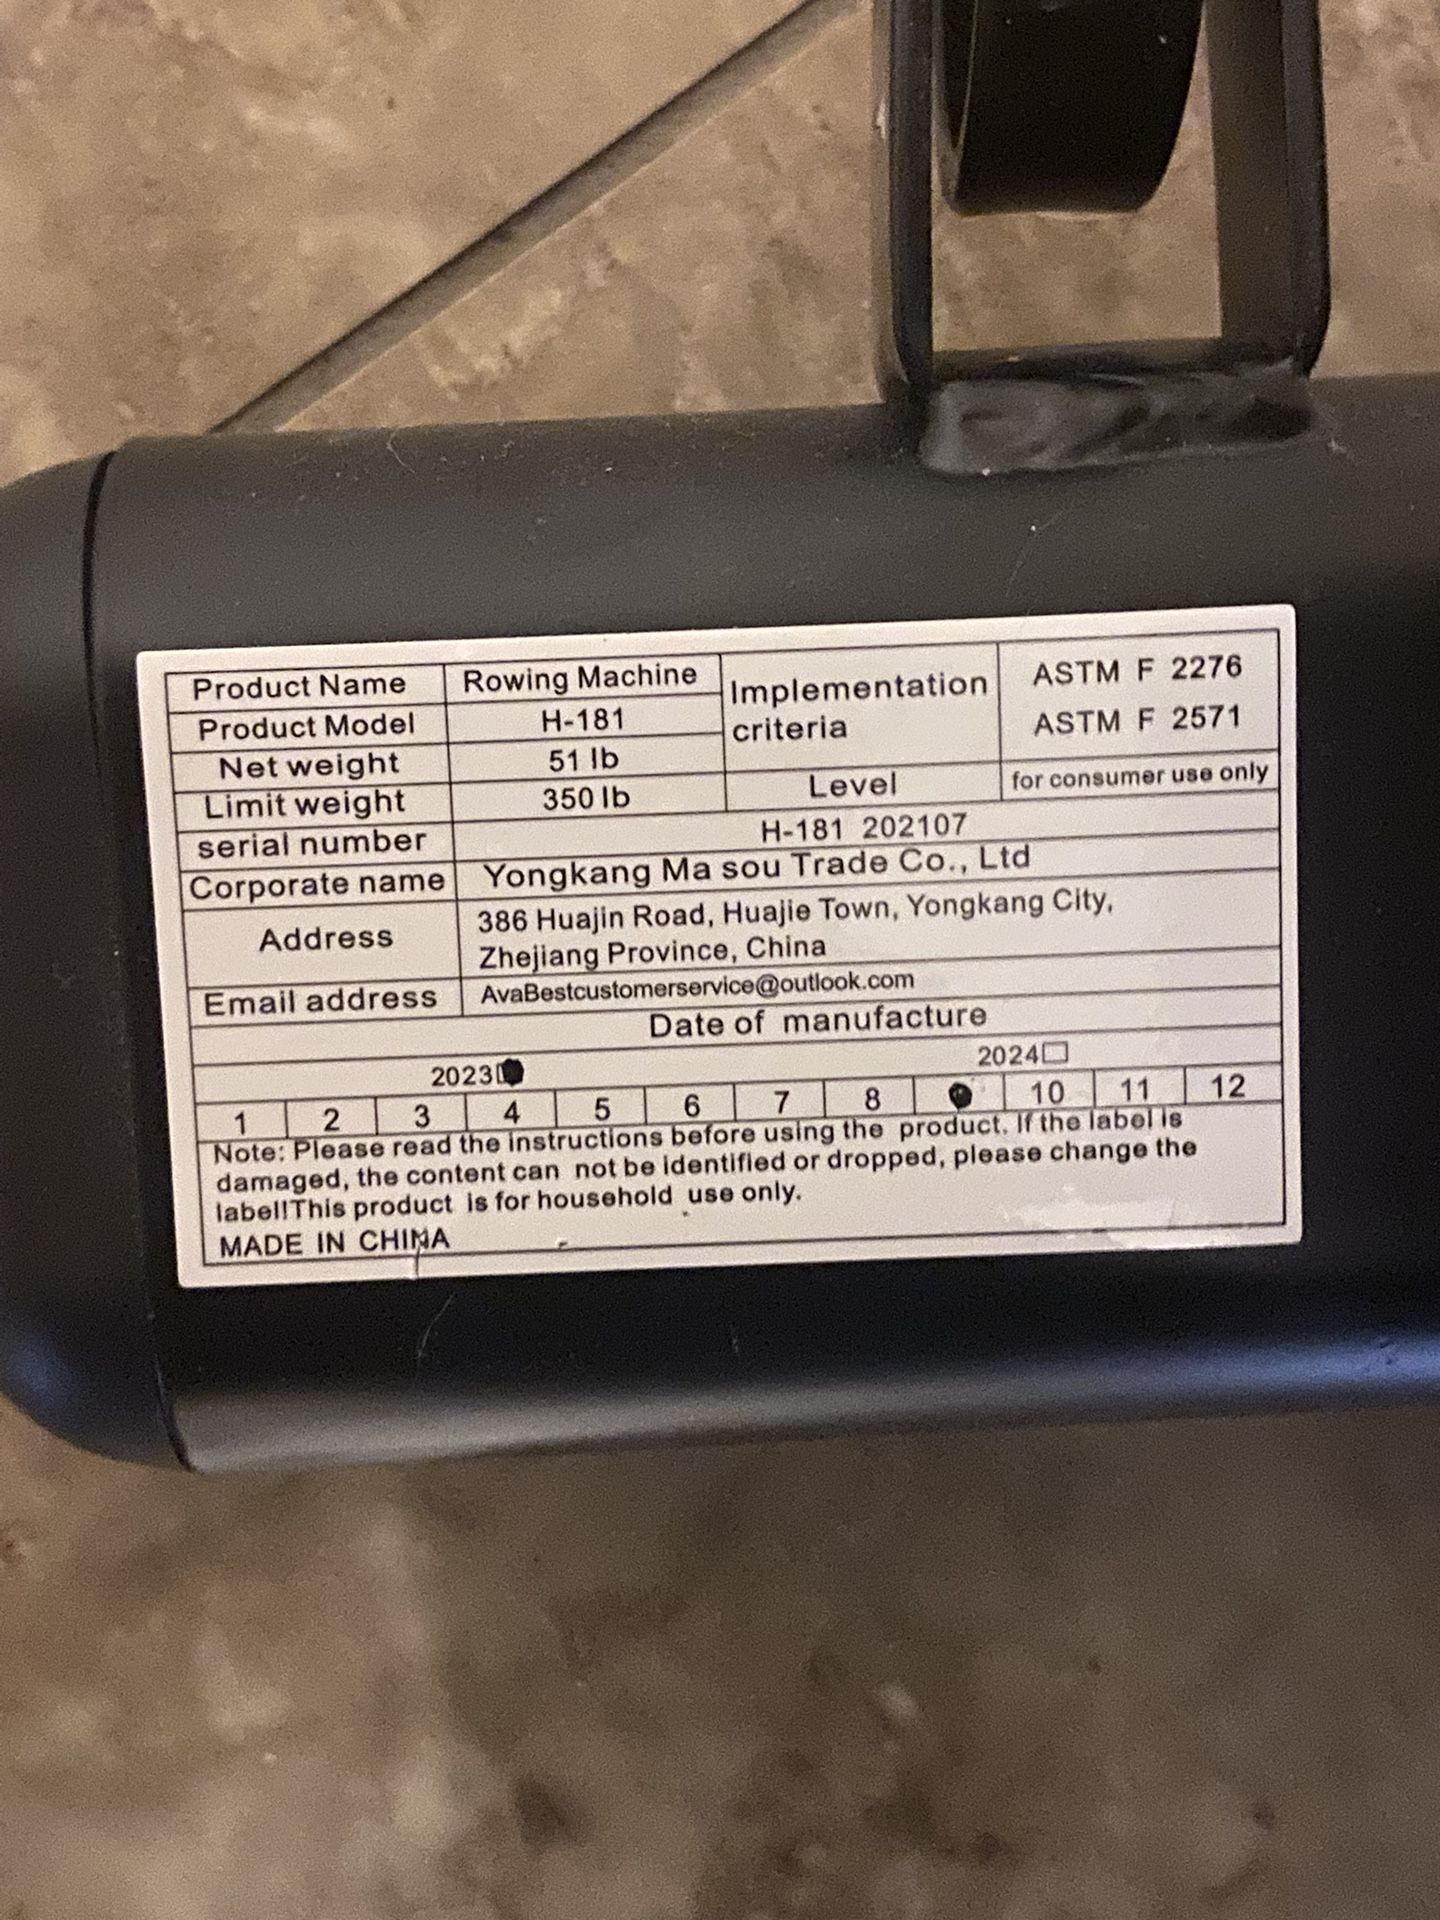 Product Name Rowing Machine
Product Model H-181
Net weight 51 lb
Limit weight 350 lb
Implementation
criteria
ASTM F 2276
ASTM F 2571
Level for consumer use only
serial number H-181 202107
Corporate name Yongkang Ma sou Trade Co., Ltd
Address 386 Huajin Road, Huajie Town, Yongkang City,
Zhejiang Province, China
Email address AvaBestcustomerservice@outlook.com
Date of manufacture
2023 2024
1 2 3 4 5 6 7 8 10 11 12
Note: Please read the instructions before using the product. If the label is
damaged, the content can not be identified or dropped, please change the
label!This product is for household use only.
MADE IN CHINA